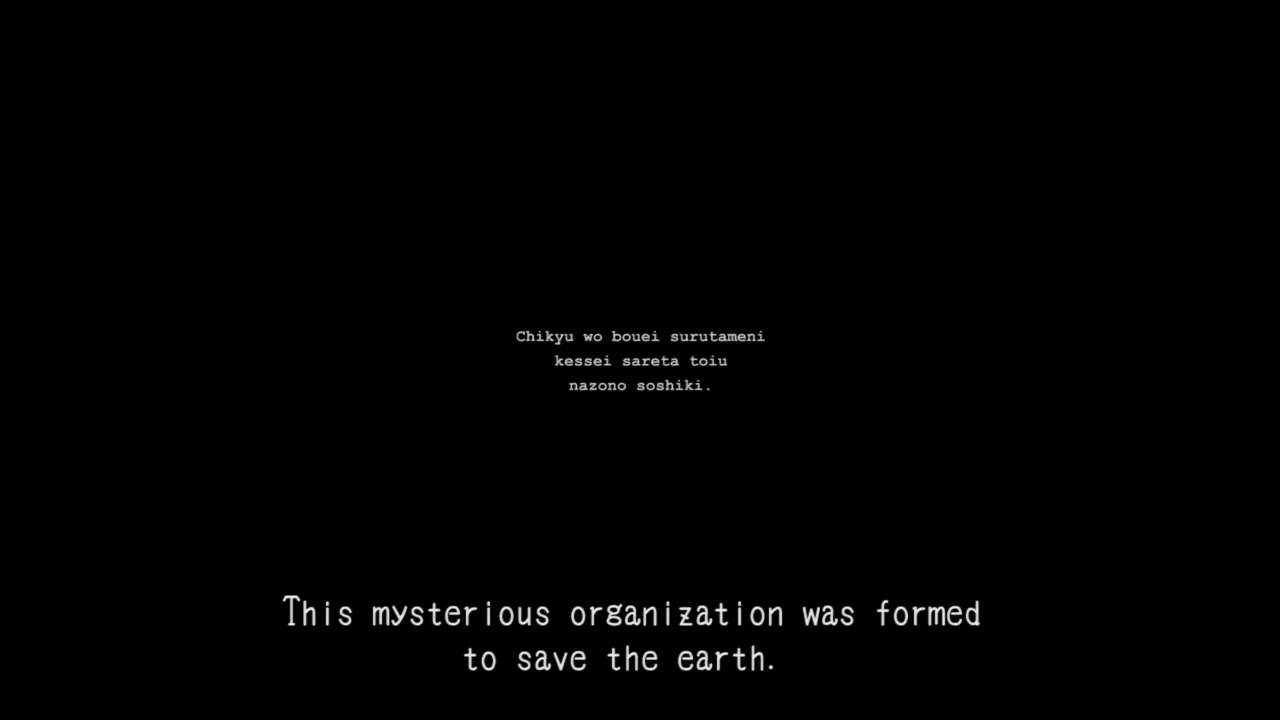 Chikyu wo bouei surutameni
kessei sareta toiu
nazono soshiki.
This mysterious organization was formed
to save the earth.